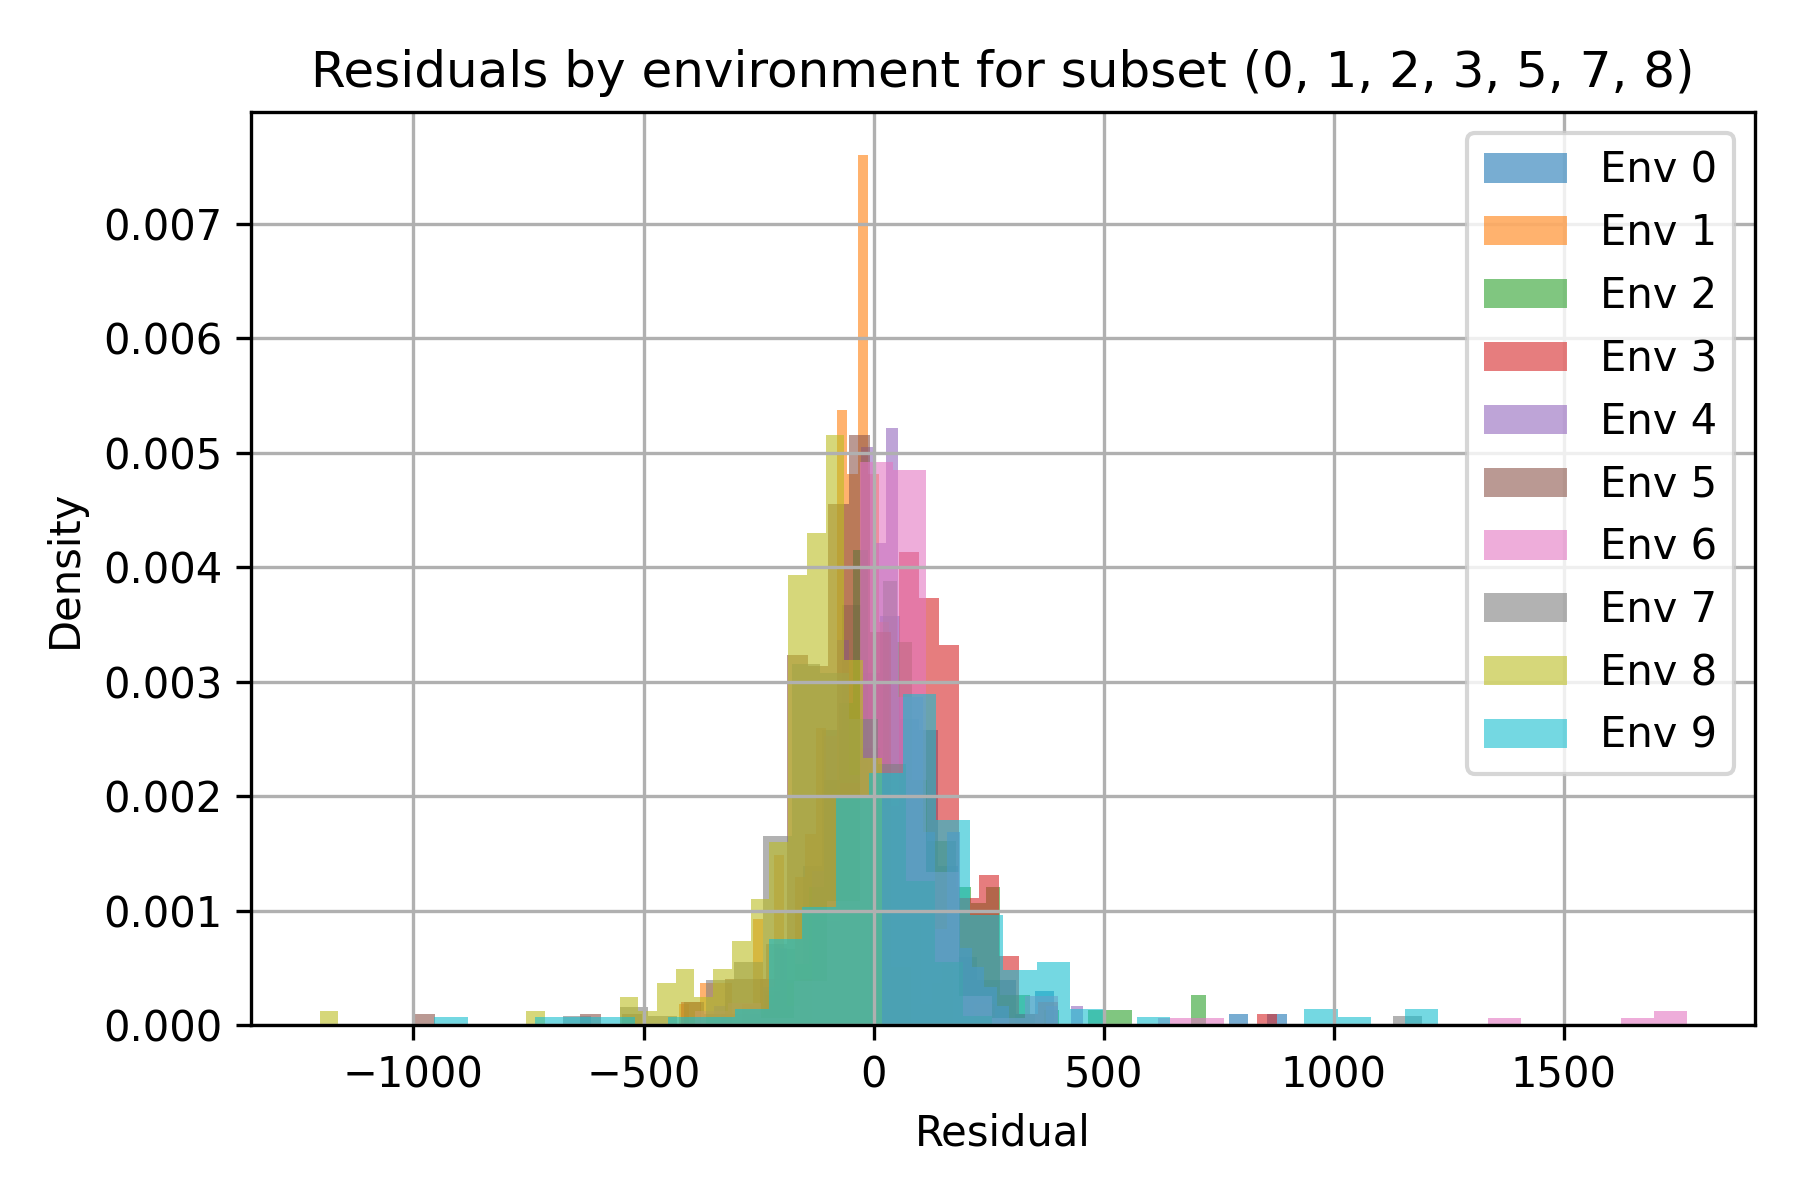 Residuals by environment for subset (0, 1, 2, 3, 5, 7, 8)
Density
0.007
0.006
0.005
0.004
0.003
0.002
0.001
0.000
−1000
−500
0
500
1000
1500
Residual
Env 0
Env 1
Env 2
Env 3
Env 4
Env 5
Env 6
Env 7
Env 8
Env 9